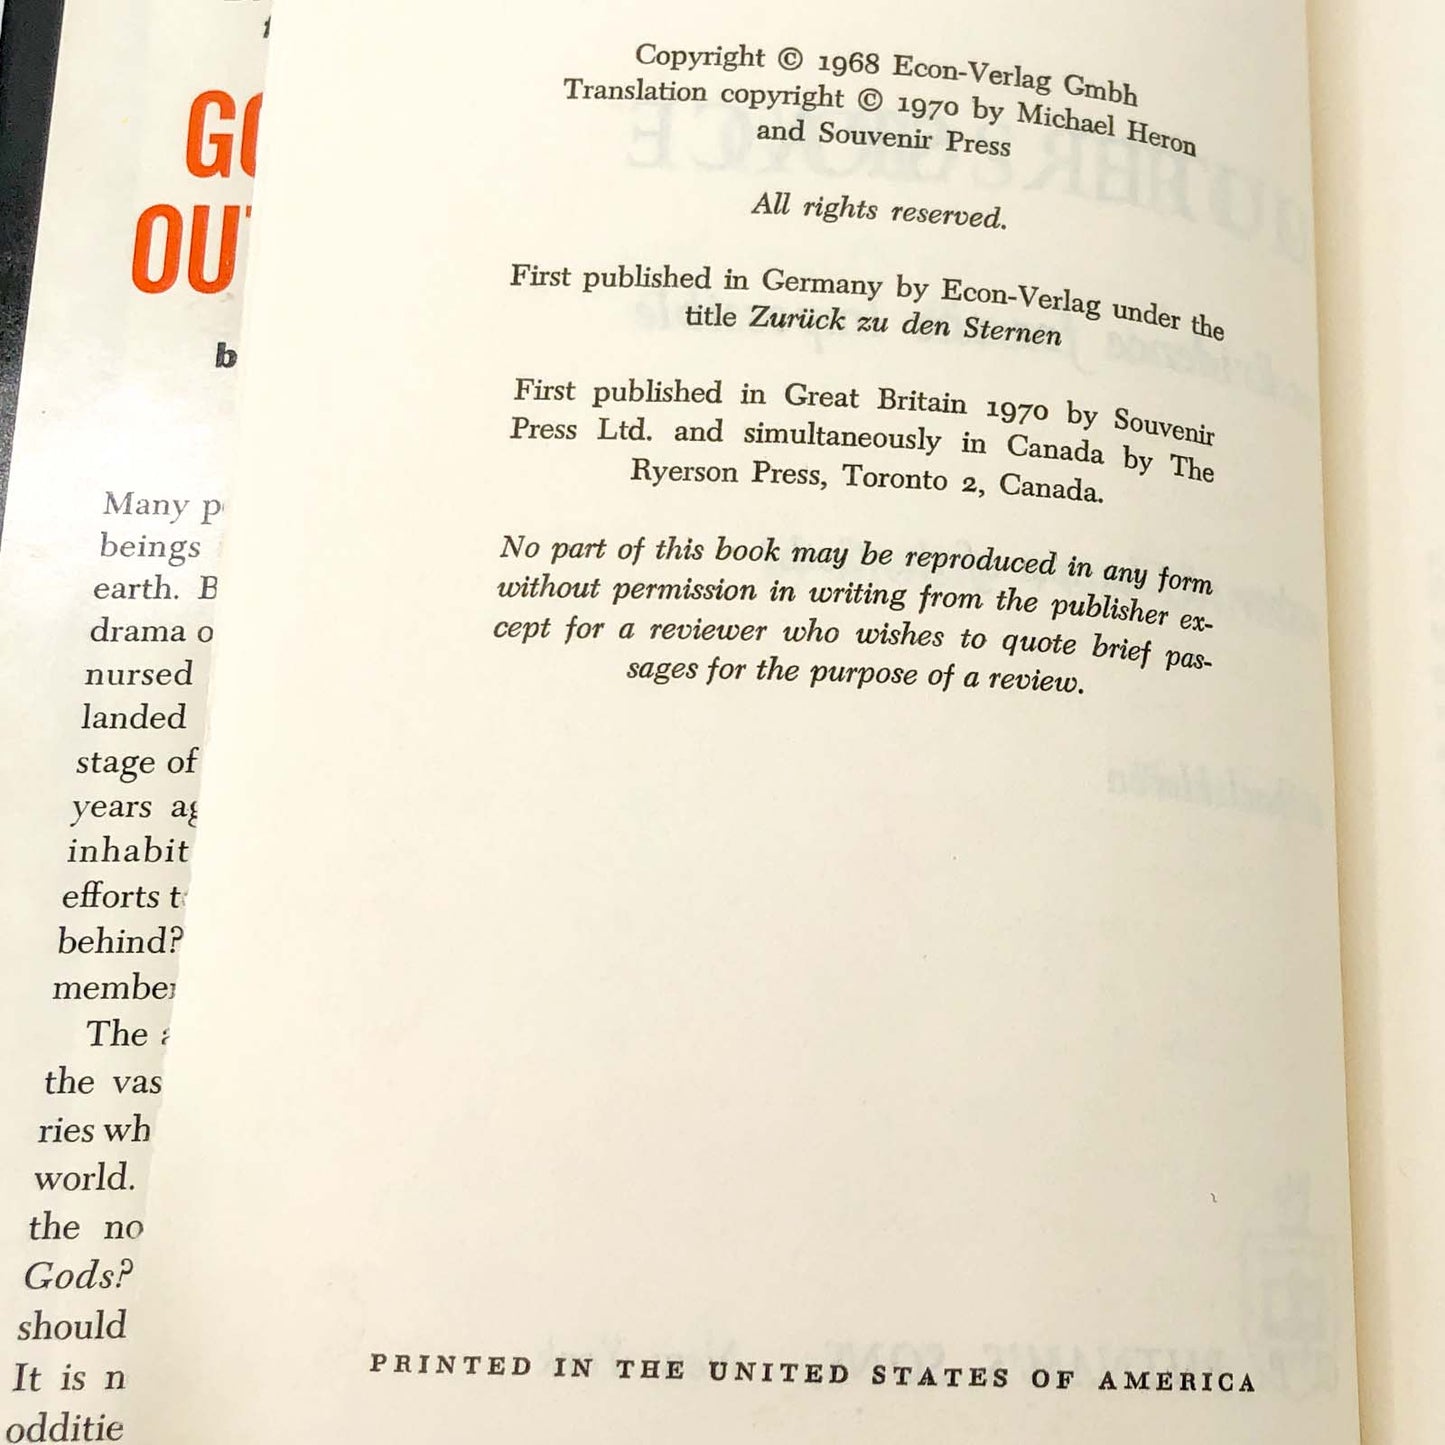 GO
OUT
b
Many p
beings
earth. B
drama o
nursed
landed
stage of
years ag
inhabit
efforts t
behind?
member
The a
the vas
ries wh
world.
the no
Gods?
should
It is n
odditie
Copyright © 1968 Econ-Verlag Gmbh
Translation copyright © 1970 by Michael Heron
and Souvenir Press
All rights reserved.
First published in Germany by Econ-Verlag under the
title Zurück zu den Sternen
First published in Great Britain 1970 by Souvenir
Press Ltd. and simultaneously in Canada by The
Ryerson Press, Toronto 2, Canada.
No part of this book may be reproduced in any form
without permission in writing from the publisher ex-
cept for a reviewer who wishes to quote brief pas-
sages for the purpose of a review.
PRINTED IN THE UNITED STATES OF AMERICA